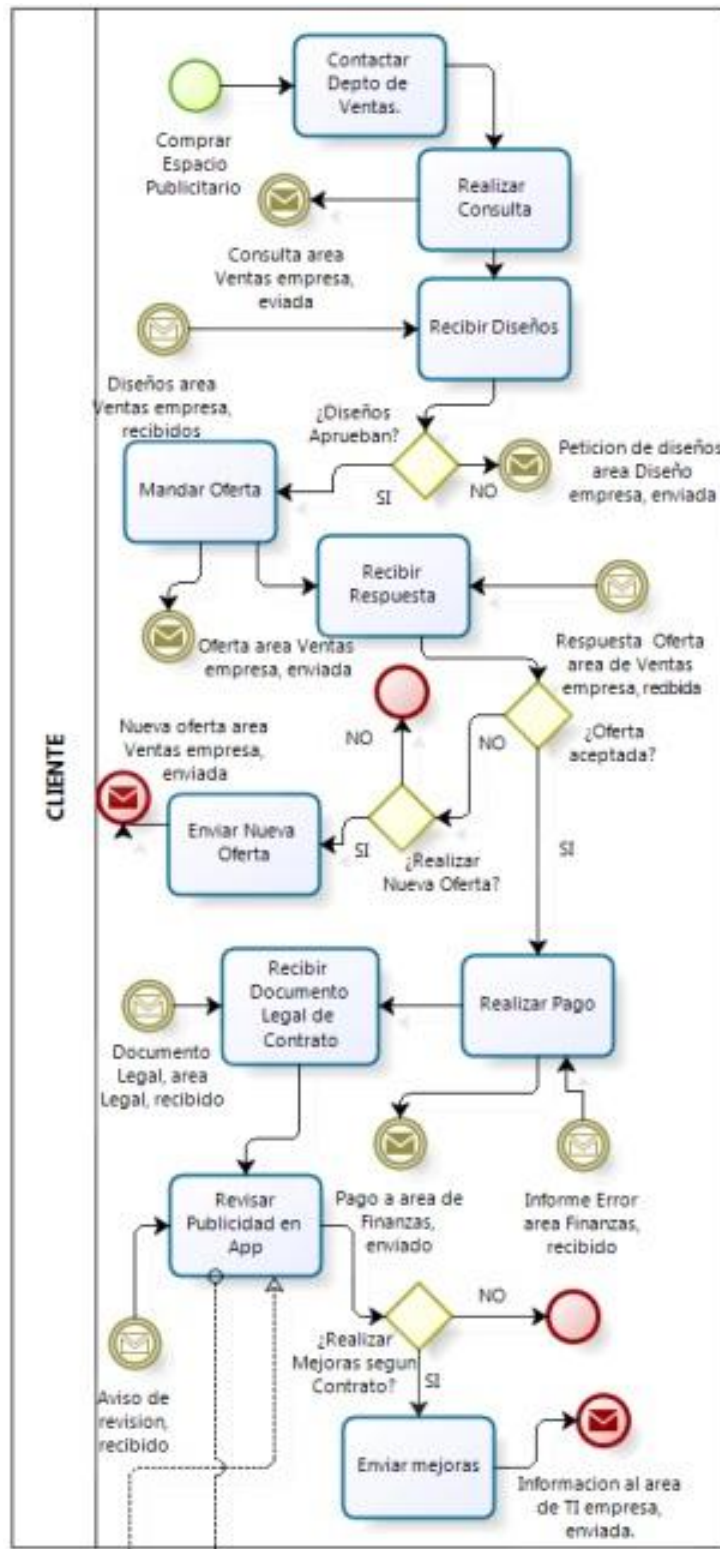 Contactar
Depto de
Ventas.
Comprar
Espacio
Publicitario
Realizar
Consulta
Consulta area
Ventas empresa,
eviada
Recibir Diseños
Diseños area
Ventas empresa,
recibidos
¿Diseños
Aprueban?
Peticion de diseños
area Diseño
empresa, enviada
SI
NO
Mandar Oferta
Recibir
Respuesta
Oferta area Ventas
empresa, enviada
Respuesta Oferta
area de Ventas
empresa, recibida
CLIENTE
Nueva oferta area
Ventas empresa,
enviada
NO
NO
¿Oferta
aceptada?
Enviar Nueva
Oferta
SI
¿Realizar
Nueva Oferta?
SI
Recibir
Documento
Legal de
Contrato
Realizar Pago
Documento
Legal, area
Legal, recibido
Revisar
Publicidad en
App
Pago a area de
Finanzas,
enviado
Informe Error
area Finanzas,
recibido
NO
¿Realizar
Mejoras segun
Contrato?
SI
Aviso de
revision,
recibido
Enviar mejoras
Informacion al area
de TI empresa,
enviada.